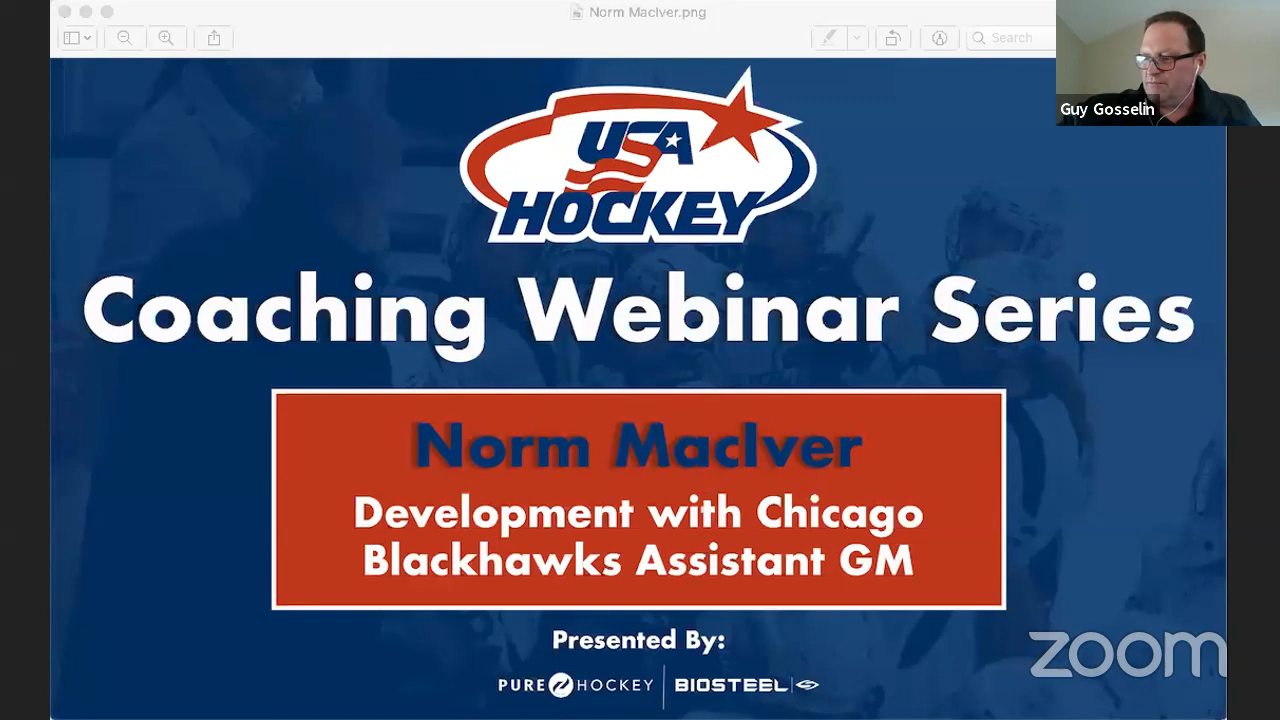 Norm MacIver.png
Search
Guy Gosselin
USA
HOCKEY
Coaching Webinar Series
Norm MacIver
Development with Chicago
Blackhawks Assistant GM
Presented By:
PURE HOCKEY BIOSTEEL
zoom